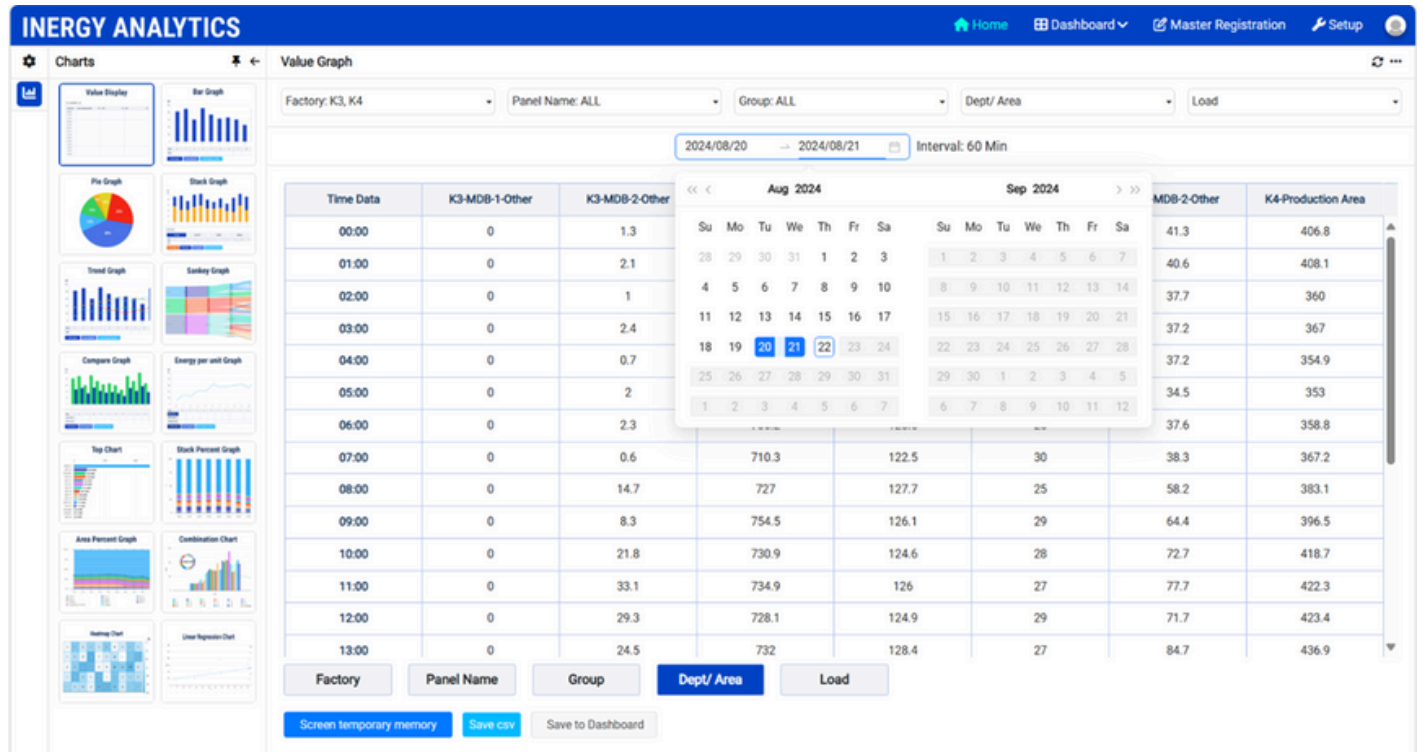 INERGY ANALYTICS
Home Dashboard Master Registration Setup
Charts Value Graph
Value Display Bar Graph
Pie Graph Stack Graph
Trend Graph Sankey Graph
Compare Graph Energy per unit Graph
Top Chart Stack Percent Graph
Area Percent Graph Combination Chart
Heatmap Chart Linear Regression Chart
Factory: K3, K4 Panel Name: ALL Group: ALL Dept/ Area Load
2024/08/20 → 2024/08/21 Interval: 60 Min
Aug 2024 Sep 2024
Su Mo Tu We Th Fr Sa Su Mo Tu We Th Fr Sa
28 29 30 31 1 2 3 1 2 3 4 5 6 7
4 5 6 7 8 9 10 8 9 10 11 12 13 14
11 12 13 14 15 16 17 15 16 17 18 19 20 21
18 19 20 21 22 23 24 22 23 24 25 26 27 28
25 26 27 28 29 30 31 29 30 1 2 3 4 5
1 2 3 4 5 6 7 6 7 8 9 10 11 12
Time Data K3-MDB-1-Other K3-MDB-2-Other MDB-2-Other K4-Production Area
00:00 0 1.3 41.3 406.8
01:00 0 2.1 40.6 408.1
02:00 0 1 37.7 360
03:00 0 2.4 37.2 367
04:00 0 0.7 37.2 354.9
05:00 0 2 34.5 353
06:00 0 2.3 37.6 358.8
07:00 0 0.6 710.3 122.5 30 38.3 367.2
08:00 0 14.7 727 127.7 25 58.2 383.1
09:00 0 8.3 754.5 126.1 29 64.4 396.5
10:00 0 21.8 730.9 124.6 28 72.7 418.7
11:00 0 33.1 734.9 126 27 77.7 422.3
12:00 0 29.3 728.1 124.9 29 71.7 423.4
13:00 0 24.5 732 128.4 27 84.7 436.9
Factory Panel Name Group Dept/ Area Load
Screen temporary memory Save csv Save to Dashboard